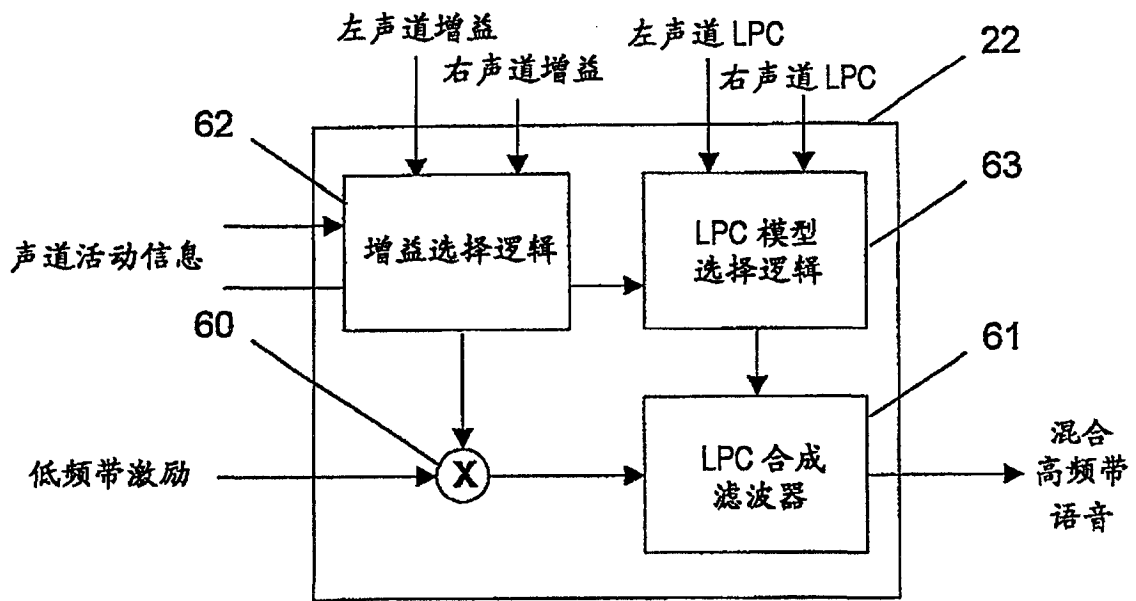 左声道增益
右声道增益
左声道 LPC
右声道 LPC
22
62
63
声道活动信息
增益选择逻辑
LPC 模型
选择逻辑
60
61
低频带激励
X
LPC 合成
滤波器
混合
高频带
语音